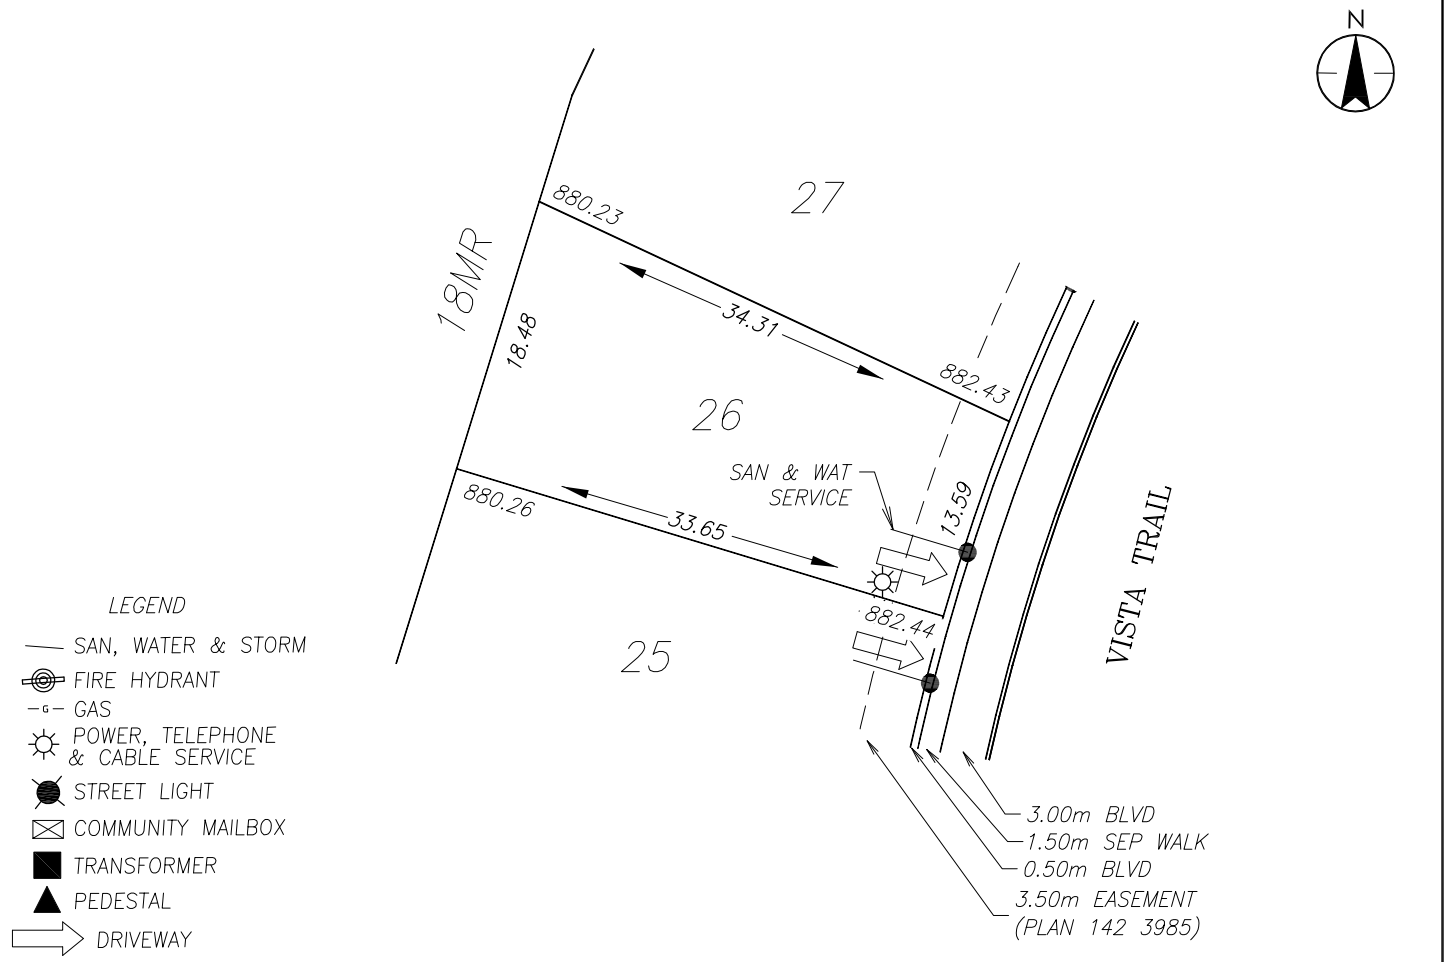 N
27
880.23
18MR
34.31
18.48
882.43
26
SAN & WAT
SERVICE
880.26
13.59
33.65
VISTA TRAIL
882.44
25
LEGEND
SAN, WATER & STORM
FIRE HYDRANT
G GAS
POWER, TELEPHONE
& CABLE SERVICE
STREET LIGHT
COMMUNITY MAILBOX
TRANSFORMER
PEDESTAL
DRIVEWAY
3.00m BLVD
1.50m SEP WALK
0.50m BLVD
3.50m EASEMENT
(PLAN 142 3985)